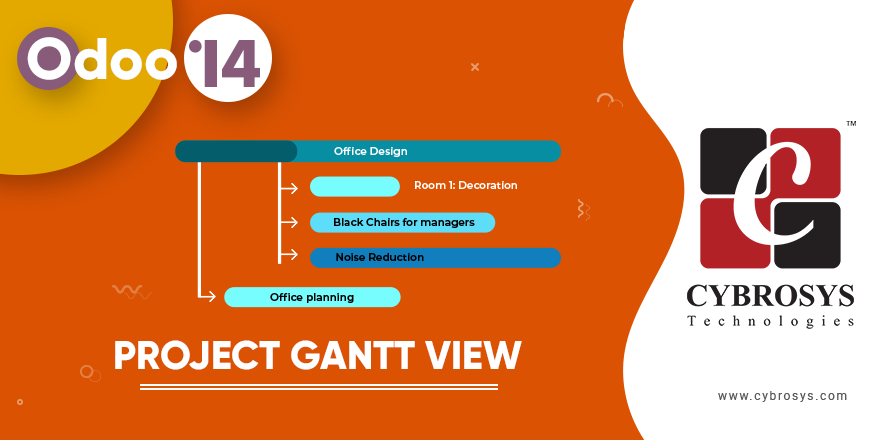 Odoo '14
Office Design
Room 1: Decoration
Black Chairs for managers
Noise Reduction
Office planning
PROJECT GANTT VIEW
C
TM
CYBROSYS
Technologies
www.cybrosys.com